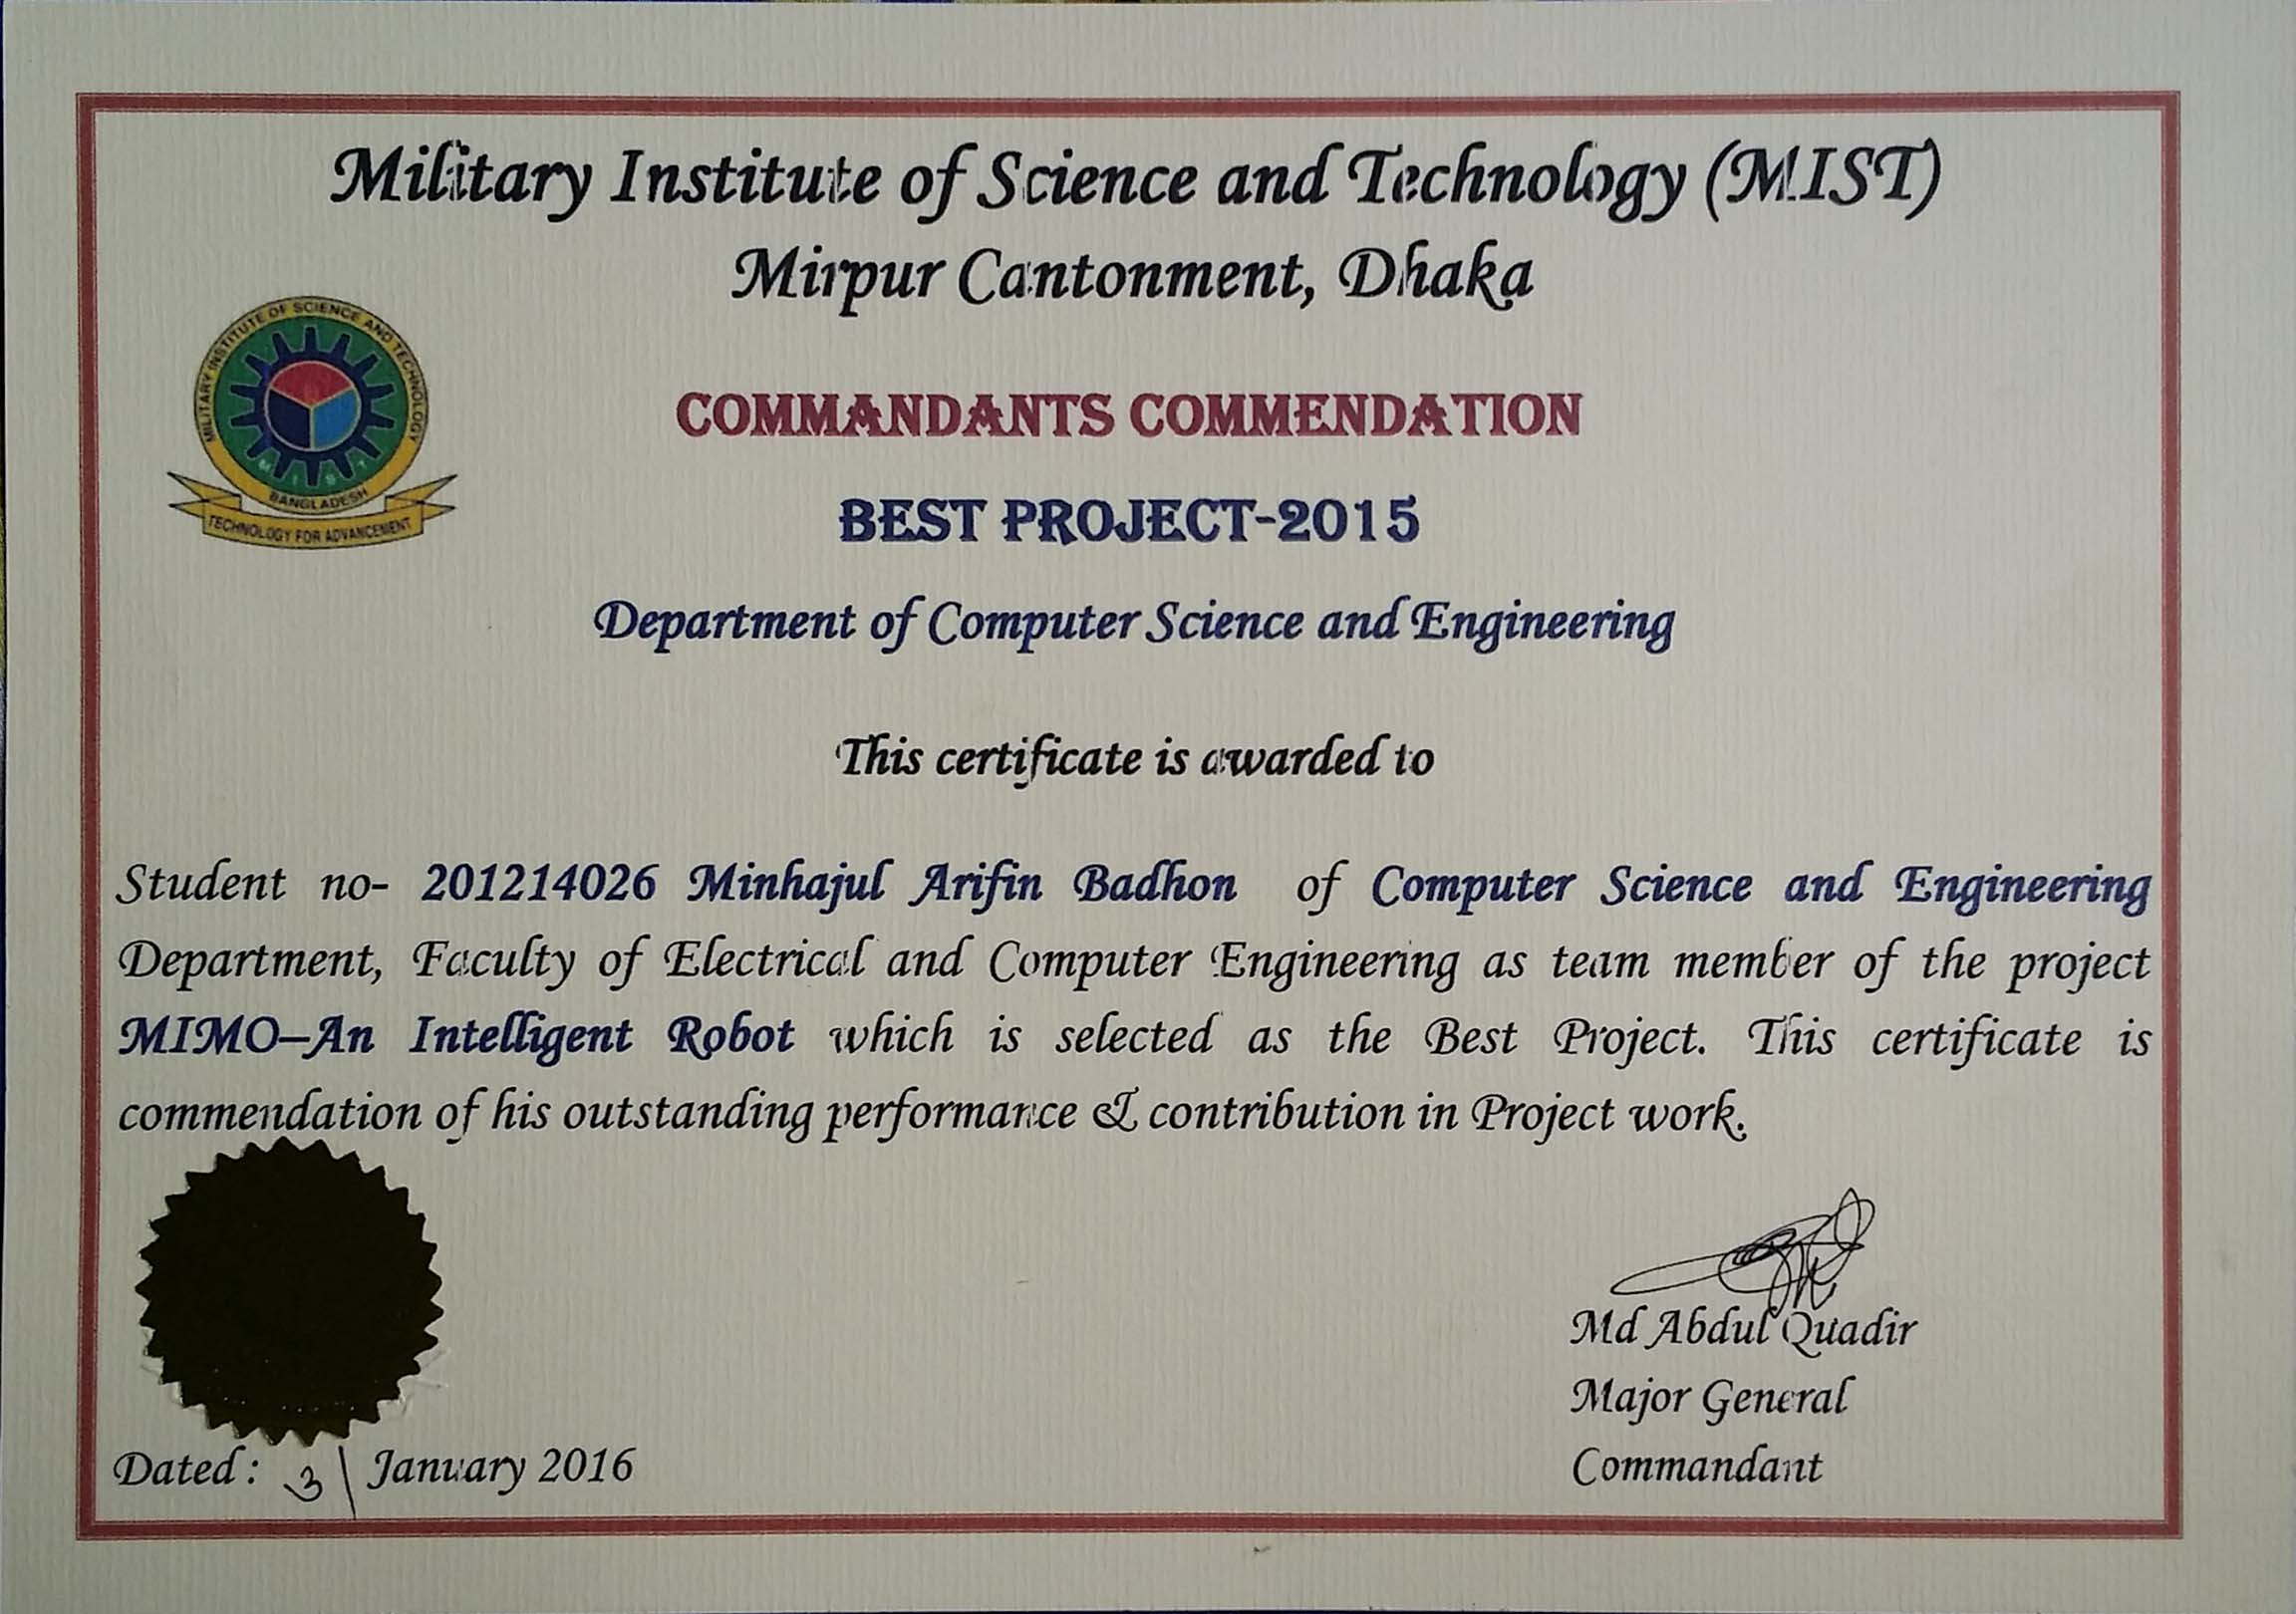 Military Institute of Science and Technology (MIST)
Mirpur Cantonment, Dhaka
MILITARY INSTITUTE OF SCIENCE AND TECHNOLOGY
MIST
BANGLADESH
TECHNOLOGY FOR ADVANCEMENT
COMMANDANTS COMMENDATION
BEST PROJECT-2015
Department of Computer Science and Engineering
This certificate is awarded to
Student no- 201214026 Minhajul Arifin Badhon of Computer Science and Engineering
Department, Faculty of Electrical and Computer Engineering as team member of the project
MIMO–An Intelligent Robot which is selected as the Best Project. This certificate is
commendation of his outstanding performance & contribution in Project work.
Md Abdul Quadir
Major General
Commandant
Dated: 31 January 2016